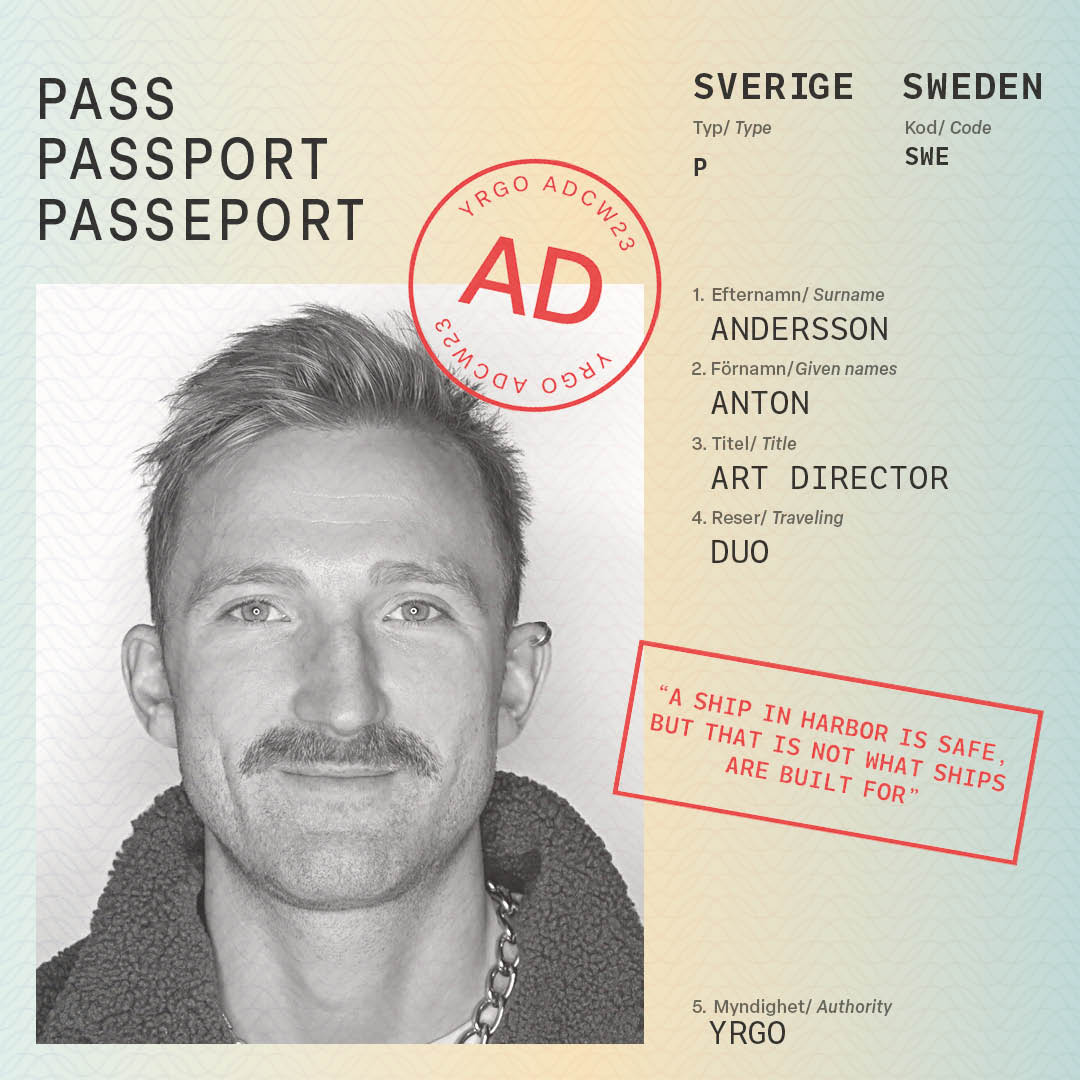 PASS
PASSPORT
PASSEPORT
SVERIGE SWEDEN
Typ/ Type Kod/ Code
P SWE
YRGO ADCW23
AD
YRGO ADCW23
1. Efternamn/ Surname
ANDERSSON
2. Förnamn/Given names
ANTON
3. Titel/ Title
ART DIRECTOR
4. Reser/ Traveling
DUO
“A SHIP IN HARBOR IS SAFE,
BUT THAT IS NOT WHAT SHIPS
ARE BUILT FOR”
5. Myndighet/ Authority
YRGO